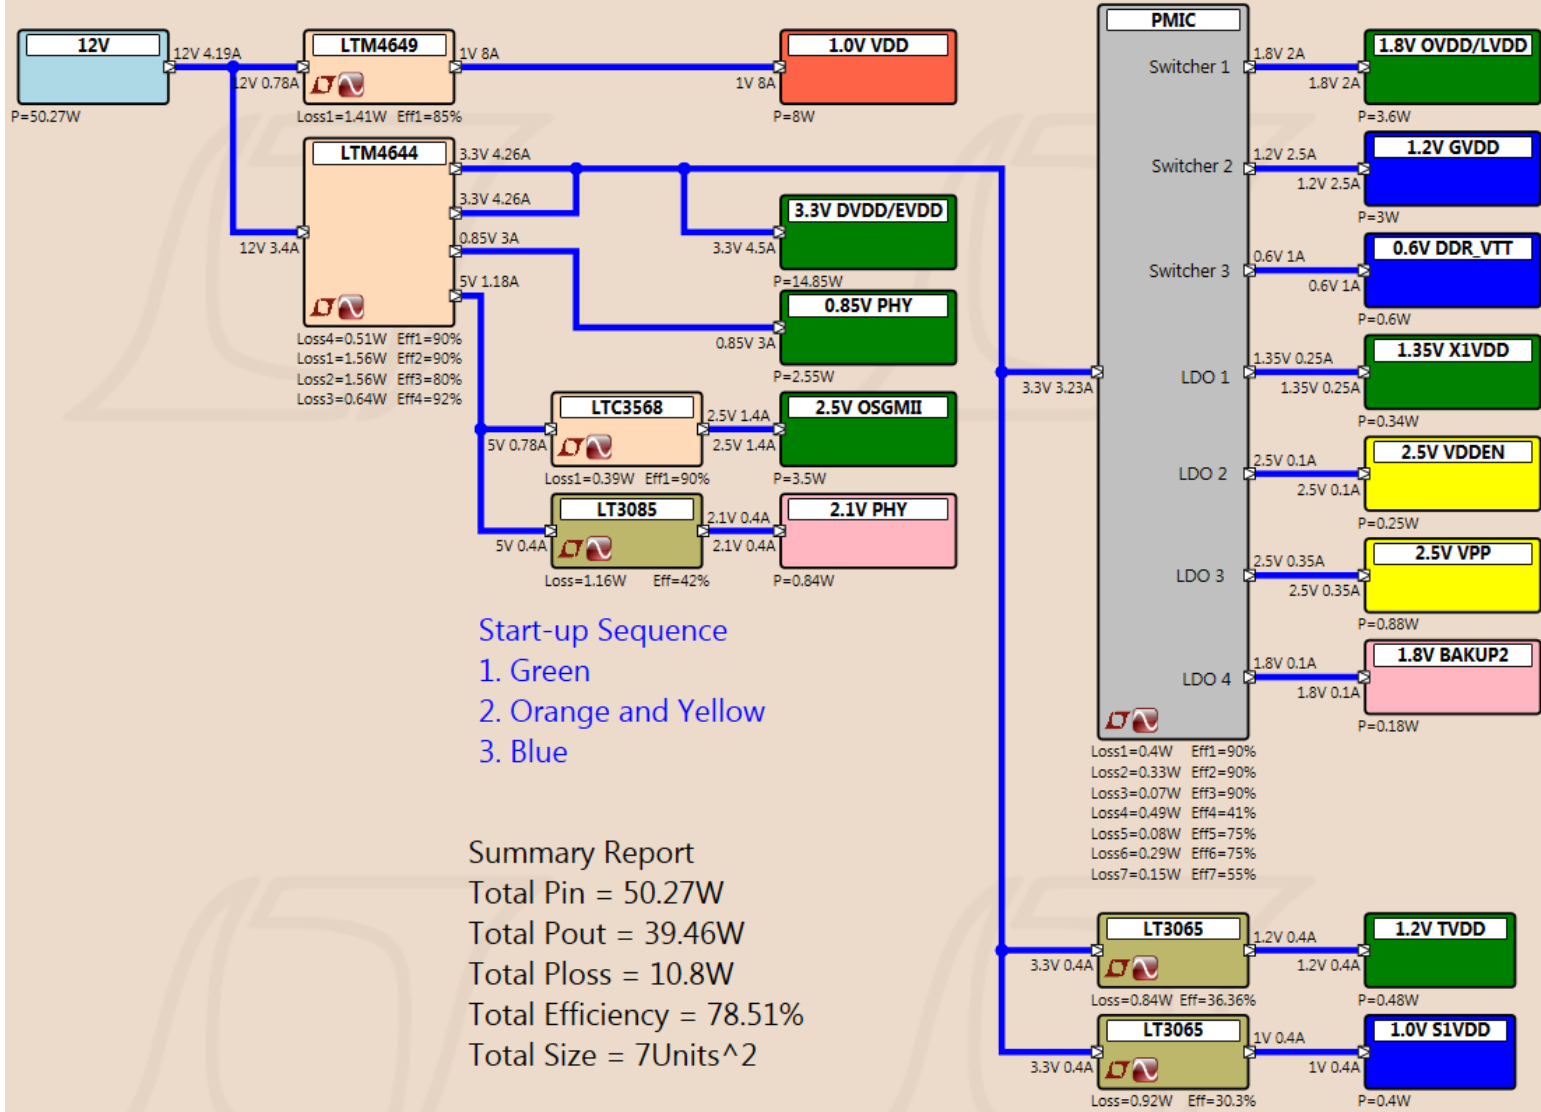 12V
12V 4.19A
P=50.27W
LTM4649
12V 0.78A
1V 8A
Loss1=1.41W Eff1=85%
1.0V VDD
1V 8A
P=8W
LTM4644
12V 3.4A
3.3V 4.26A
3.3V 4.26A
0.85V 3A
5V 1.18A
Loss4=0.51W Eff1=90%
Loss1=1.56W Eff2=90%
Loss2=1.56W Eff3=80%
Loss3=0.64W Eff4=92%
3.3V DVDD/EVDD
3.3V 4.5A
P=14.85W
0.85V PHY
0.85V 3A
P=2.55W
LTC3568
5V 0.78A
2.5V 1.4A
Loss1=0.39W Eff1=90%
2.5V OSGMII
2.5V 1.4A
P=3.5W
LT3085
5V 0.4A
2.1V 0.4A
Loss=1.16W Eff=42%
2.1V PHY
2.1V 0.4A
P=0.84W
Start-up Sequence
1. Green
2. Orange and Yellow
3. Blue
Summary Report
Total Pin = 50.27W
Total Pout = 39.46W
Total Ploss = 10.8W
Total Efficiency = 78.51%
Total Size = 7Units^2
PMIC
3.3V 3.23A
Switcher 1
1.8V 2A
Switcher 2
1.2V 2.5A
Switcher 3
0.6V 1A
LDO 1
1.35V 0.25A
LDO 2
2.5V 0.1A
LDO 3
2.5V 0.35A
LDO 4
1.8V 0.1A
Loss1=0.4W Eff1=90%
Loss2=0.33W Eff2=90%
Loss3=0.07W Eff3=90%
Loss4=0.49W Eff4=41%
Loss5=0.08W Eff5=75%
Loss6=0.29W Eff6=75%
Loss7=0.15W Eff7=55%
1.8V OVDD/LVDD
1.8V 2A
P=3.6W
1.2V GVDD
1.2V 2.5A
P=3W
0.6V DDR_VTT
0.6V 1A
P=0.6W
1.35V X1VDD
1.35V 0.25A
P=0.34W
2.5V VDDEN
2.5V 0.1A
P=0.25W
2.5V VPP
2.5V 0.35A
P=0.88W
1.8V BAKUP2
1.8V 0.1A
P=0.18W
LT3065
3.3V 0.4A
1.2V 0.4A
Loss=0.84W Eff=36.36%
1.2V TVDD
1.2V 0.4A
P=0.48W
LT3065
3.3V 0.4A
1V 0.4A
Loss=0.92W Eff=30.3%
1.0V S1VDD
1V 0.4A
P=0.4W